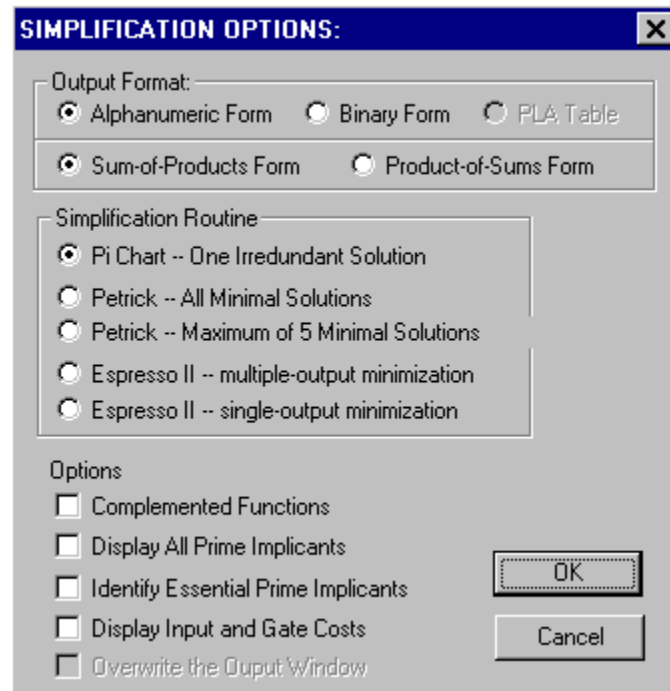 SIMPLIFICATION OPTIONS:
Output Format:
Alphanumeric Form Binary Form PLA Table
Sum-of-Products Form Product-of-Sums Form
Simplification Routine
Pi Chart -- One Irredundant Solution
Petrick -- All Minimal Solutions
Petrick -- Maximum of 5 Minimal Solutions
Espresso II -- multiple-output minimization
Espresso II -- single-output minimization
Options
Complemented Functions
Display All Prime Implicants
Identify Essential Prime Implicants
Display Input and Gate Costs
Overwrite the Ouput Window
OK
Cancel